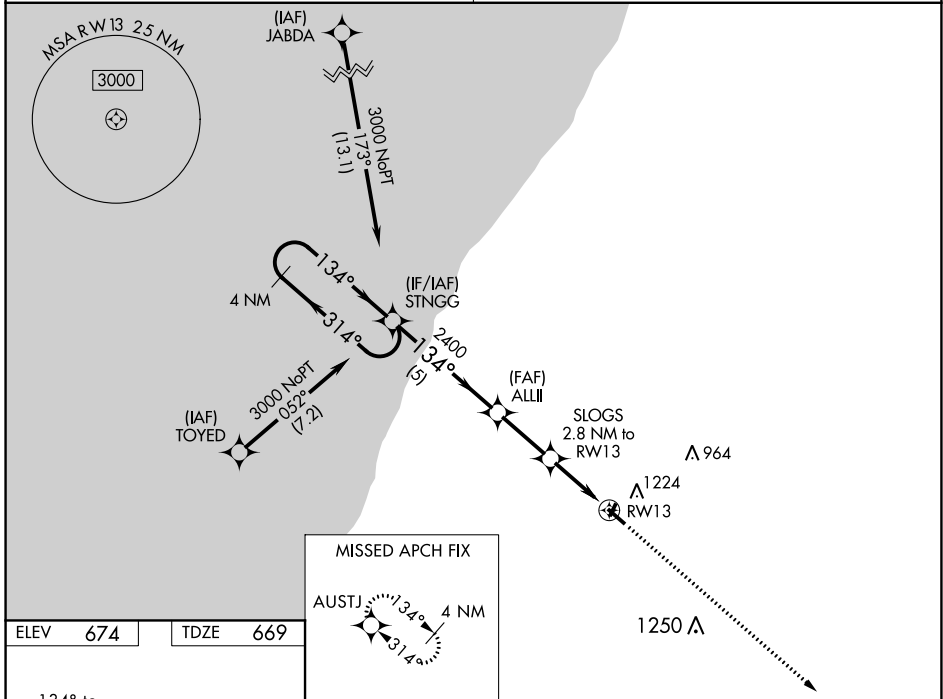 MSA RW13 25 NM
3000
(IAF)
JABDA
3000 NoPT
173°
(13.1)
4 NM
134°
314°
(IF/IAF)
STNGG
2400
134°
(5)
(IAF)
TOYED
3000 NoPT
052°
(7.2)
(FAF)
ALLII
SLOGS
2.8 NM to
RW13
964
1224
RW13
1250
MISSED APCH FIX
AUSTJ
134°
4 NM
314°
ELEV 674
TDZE 669
134° to